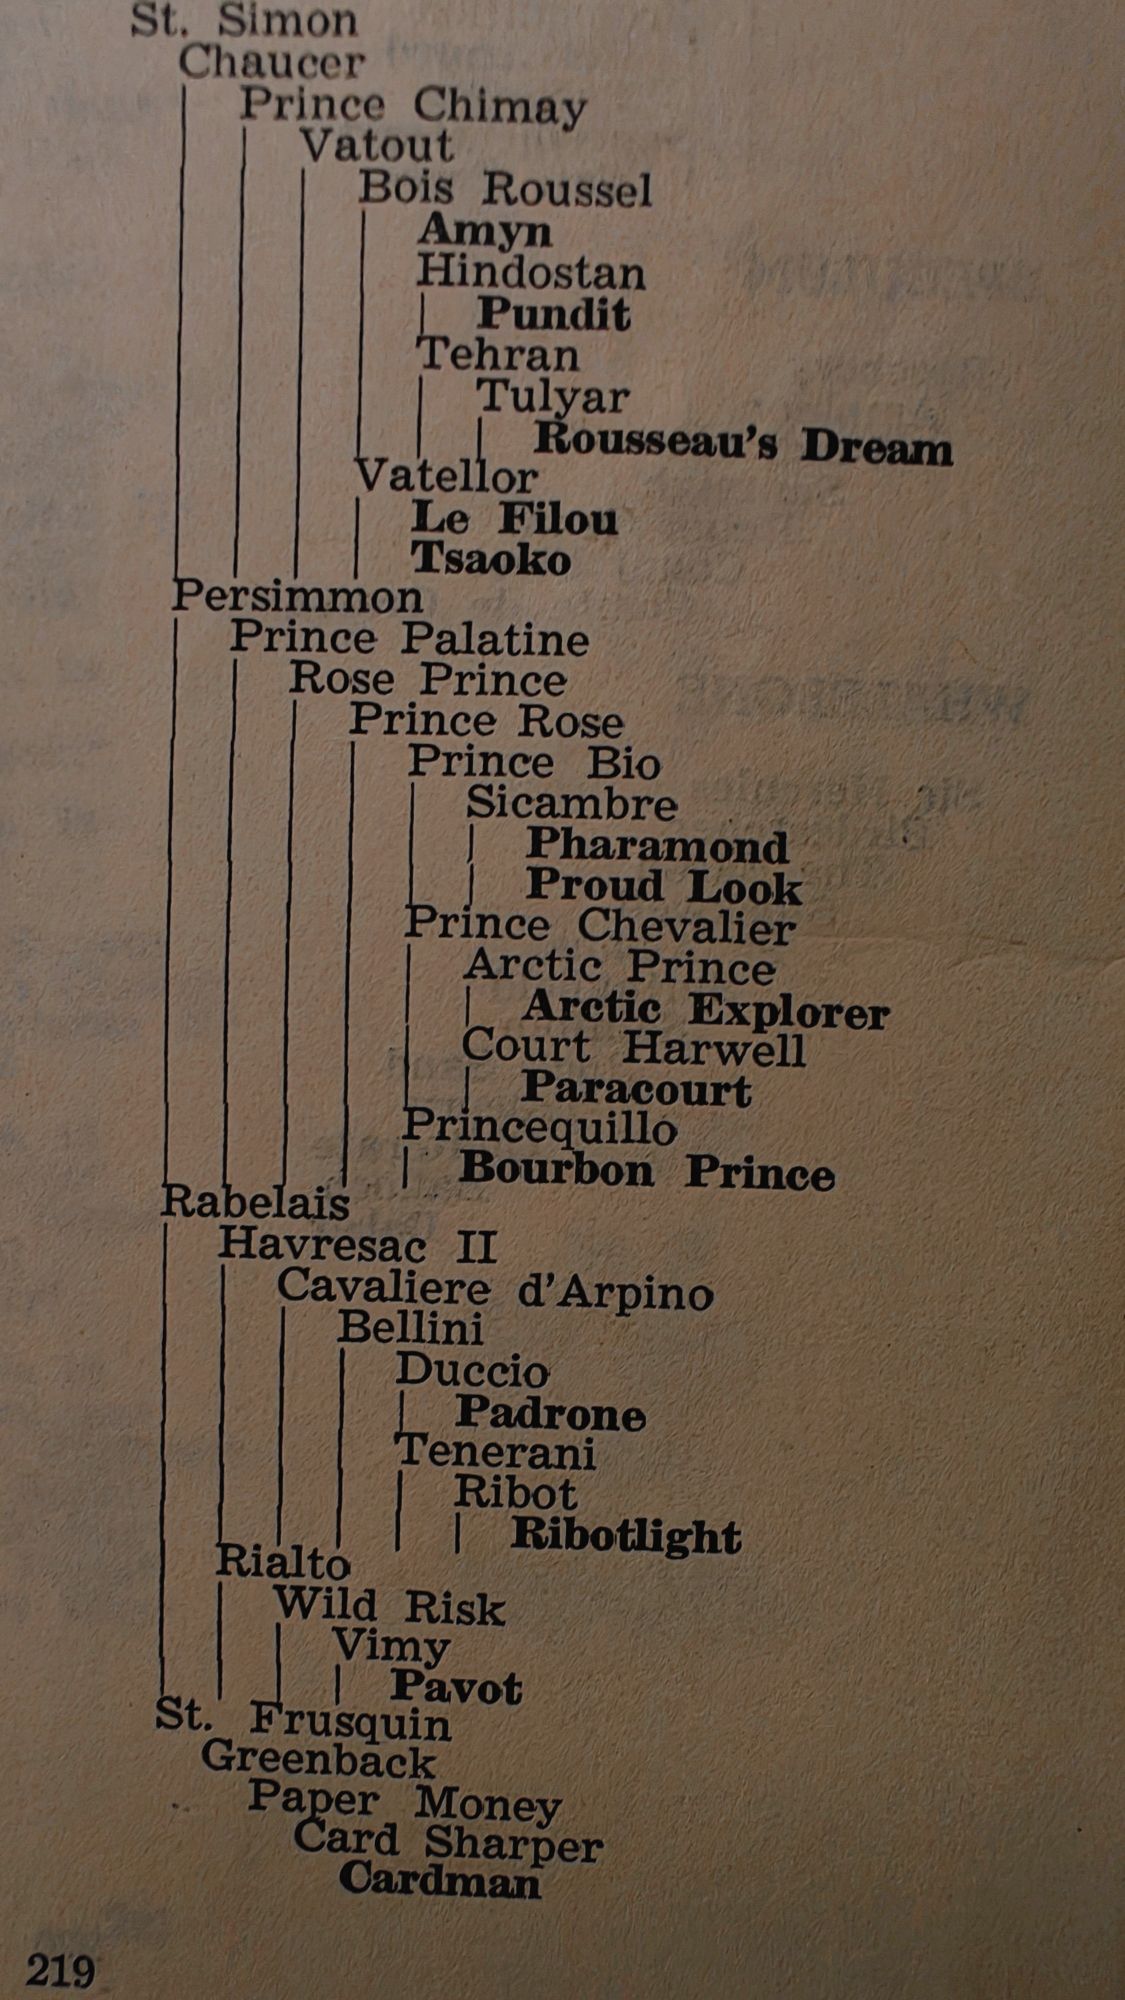 St. Simon
Chaucer
Prince Chimay
Vatout
Bois Roussel
Amyn
Hindostan
Pundit
Tehran
Tulyar
Rousseau's Dream
Vatellor
Le Filou
Tsaoko
Persimmon
Prince Palatine
Rose Prince
Prince Rose
Prince Bio
Sicambre
Pharamond
Proud Look
Prince Chevalier
Arctic Prince
Arctic Explorer
Court Harwell
Paracourt
Princequillo
Bourbon Prince
Rabelais
Havresac II
Cavaliere d'Arpino
Bellini
Duccio
Padrone
Tenerani
Ribot
Ribotlight
Rialto
Wild Risk
Vimy
Pavot
St. Frusquin
Greenback
Paper Money
Card Sharper
Cardman
219